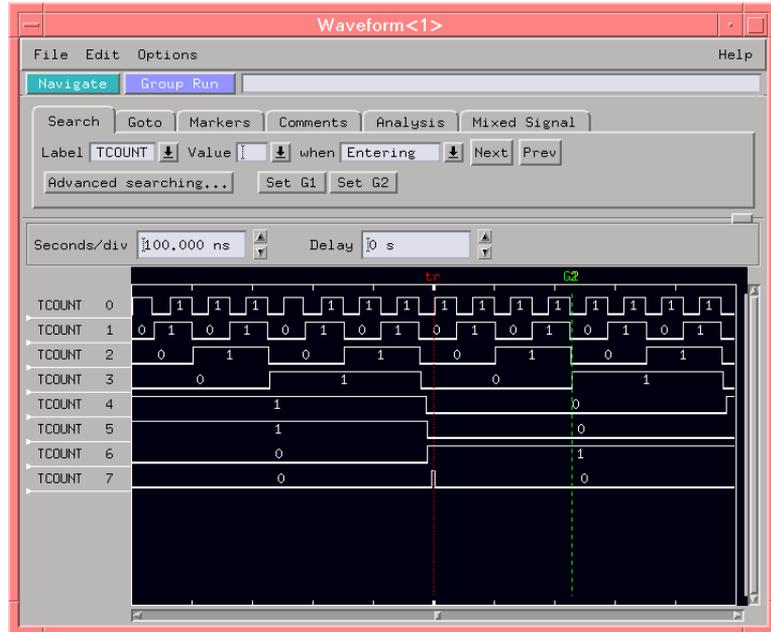 Waveform<1>
File Edit Options Help
Navigate Group Run
Search Goto Markers Comments Analysis Mixed Signal
Label TCOUNT Value when Entering Next Prev
Advanced searching... Set G1 Set G2
Seconds/div 100.000 ns Delay 0 s
tr G2
TCOUNT 0 1 1 1 1 1 1 1 1 1 1 1 1 1
TCOUNT 1 0 1 0 1 0 1 0 1 0 1 0 1 0 1 0 1
TCOUNT 2 0 1 0 1 0 1 0 1
TCOUNT 3 0 1 0 1
TCOUNT 4 1 0
TCOUNT 5 1 0
TCOUNT 6 0 1
TCOUNT 7 0 0